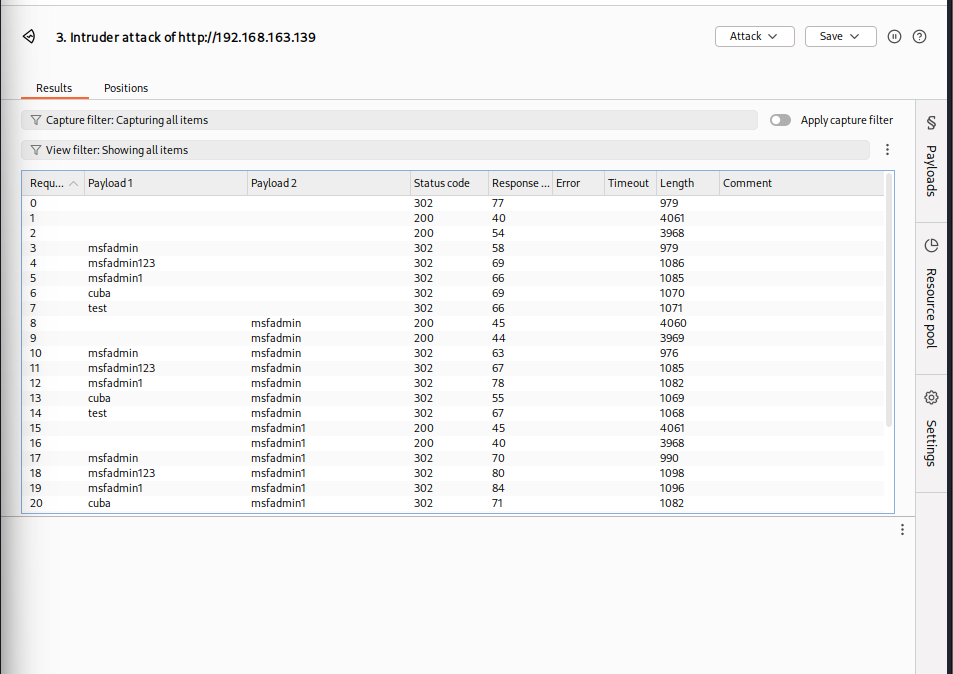 3. Intruder attack of http://192.168.163.139
Attack
Save
Results Positions
Capture filter: Capturing all items
Apply capture filter
View filter: Showing all items
Requ... Payload 1 Payload 2 Status code Response ... Error Timeout Length Comment
0 302 77 979
1 200 40 4061
2 200 54 3968
3 msfadmin 302 58 979
4 msfadmin123 302 69 1086
5 msfadmin1 302 66 1085
6 cuba 302 69 1070
7 test 302 66 1071
8 msfadmin 200 45 4060
9 msfadmin 200 44 3969
10 msfadmin msfadmin 302 63 976
11 msfadmin123 msfadmin 302 67 1085
12 msfadmin1 msfadmin 302 78 1082
13 cuba msfadmin 302 55 1069
14 test msfadmin 302 67 1068
15 msfadmin1 200 45 4061
16 msfadmin1 200 40 3968
17 msfadmin msfadmin1 302 70 990
18 msfadmin123 msfadmin1 302 80 1098
19 msfadmin1 msfadmin1 302 84 1096
20 cuba msfadmin1 302 71 1082
Payloads
Resource pool
Settings